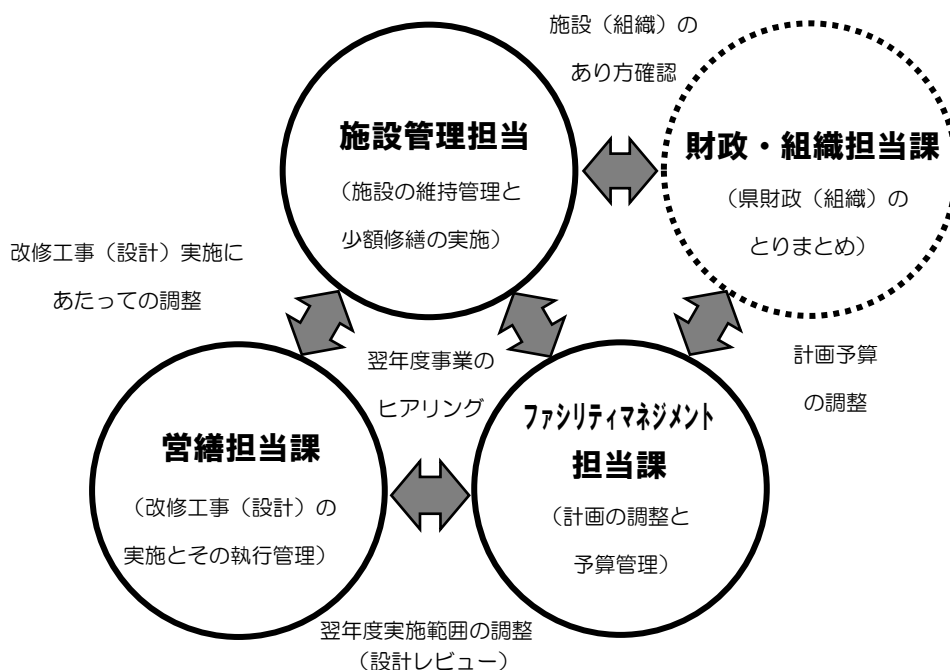 施設（組織）の
あり方確認
施設管理担当
（施設の維持管理と
少額修繕の実施）
財政・組織担当課
（県財政（組織）の
とりまとめ）
改修工事（設計）実施に
あたっての調整
翌年度事業の
ヒアリング
計画予算
の調整
営繕担当課
（改修工事（設計）の
実施とその執行管理）
ファシリティマネジメント
担当課
（計画の調整と
予算管理）
翌年度実施範囲の調整
（設計レビュー）